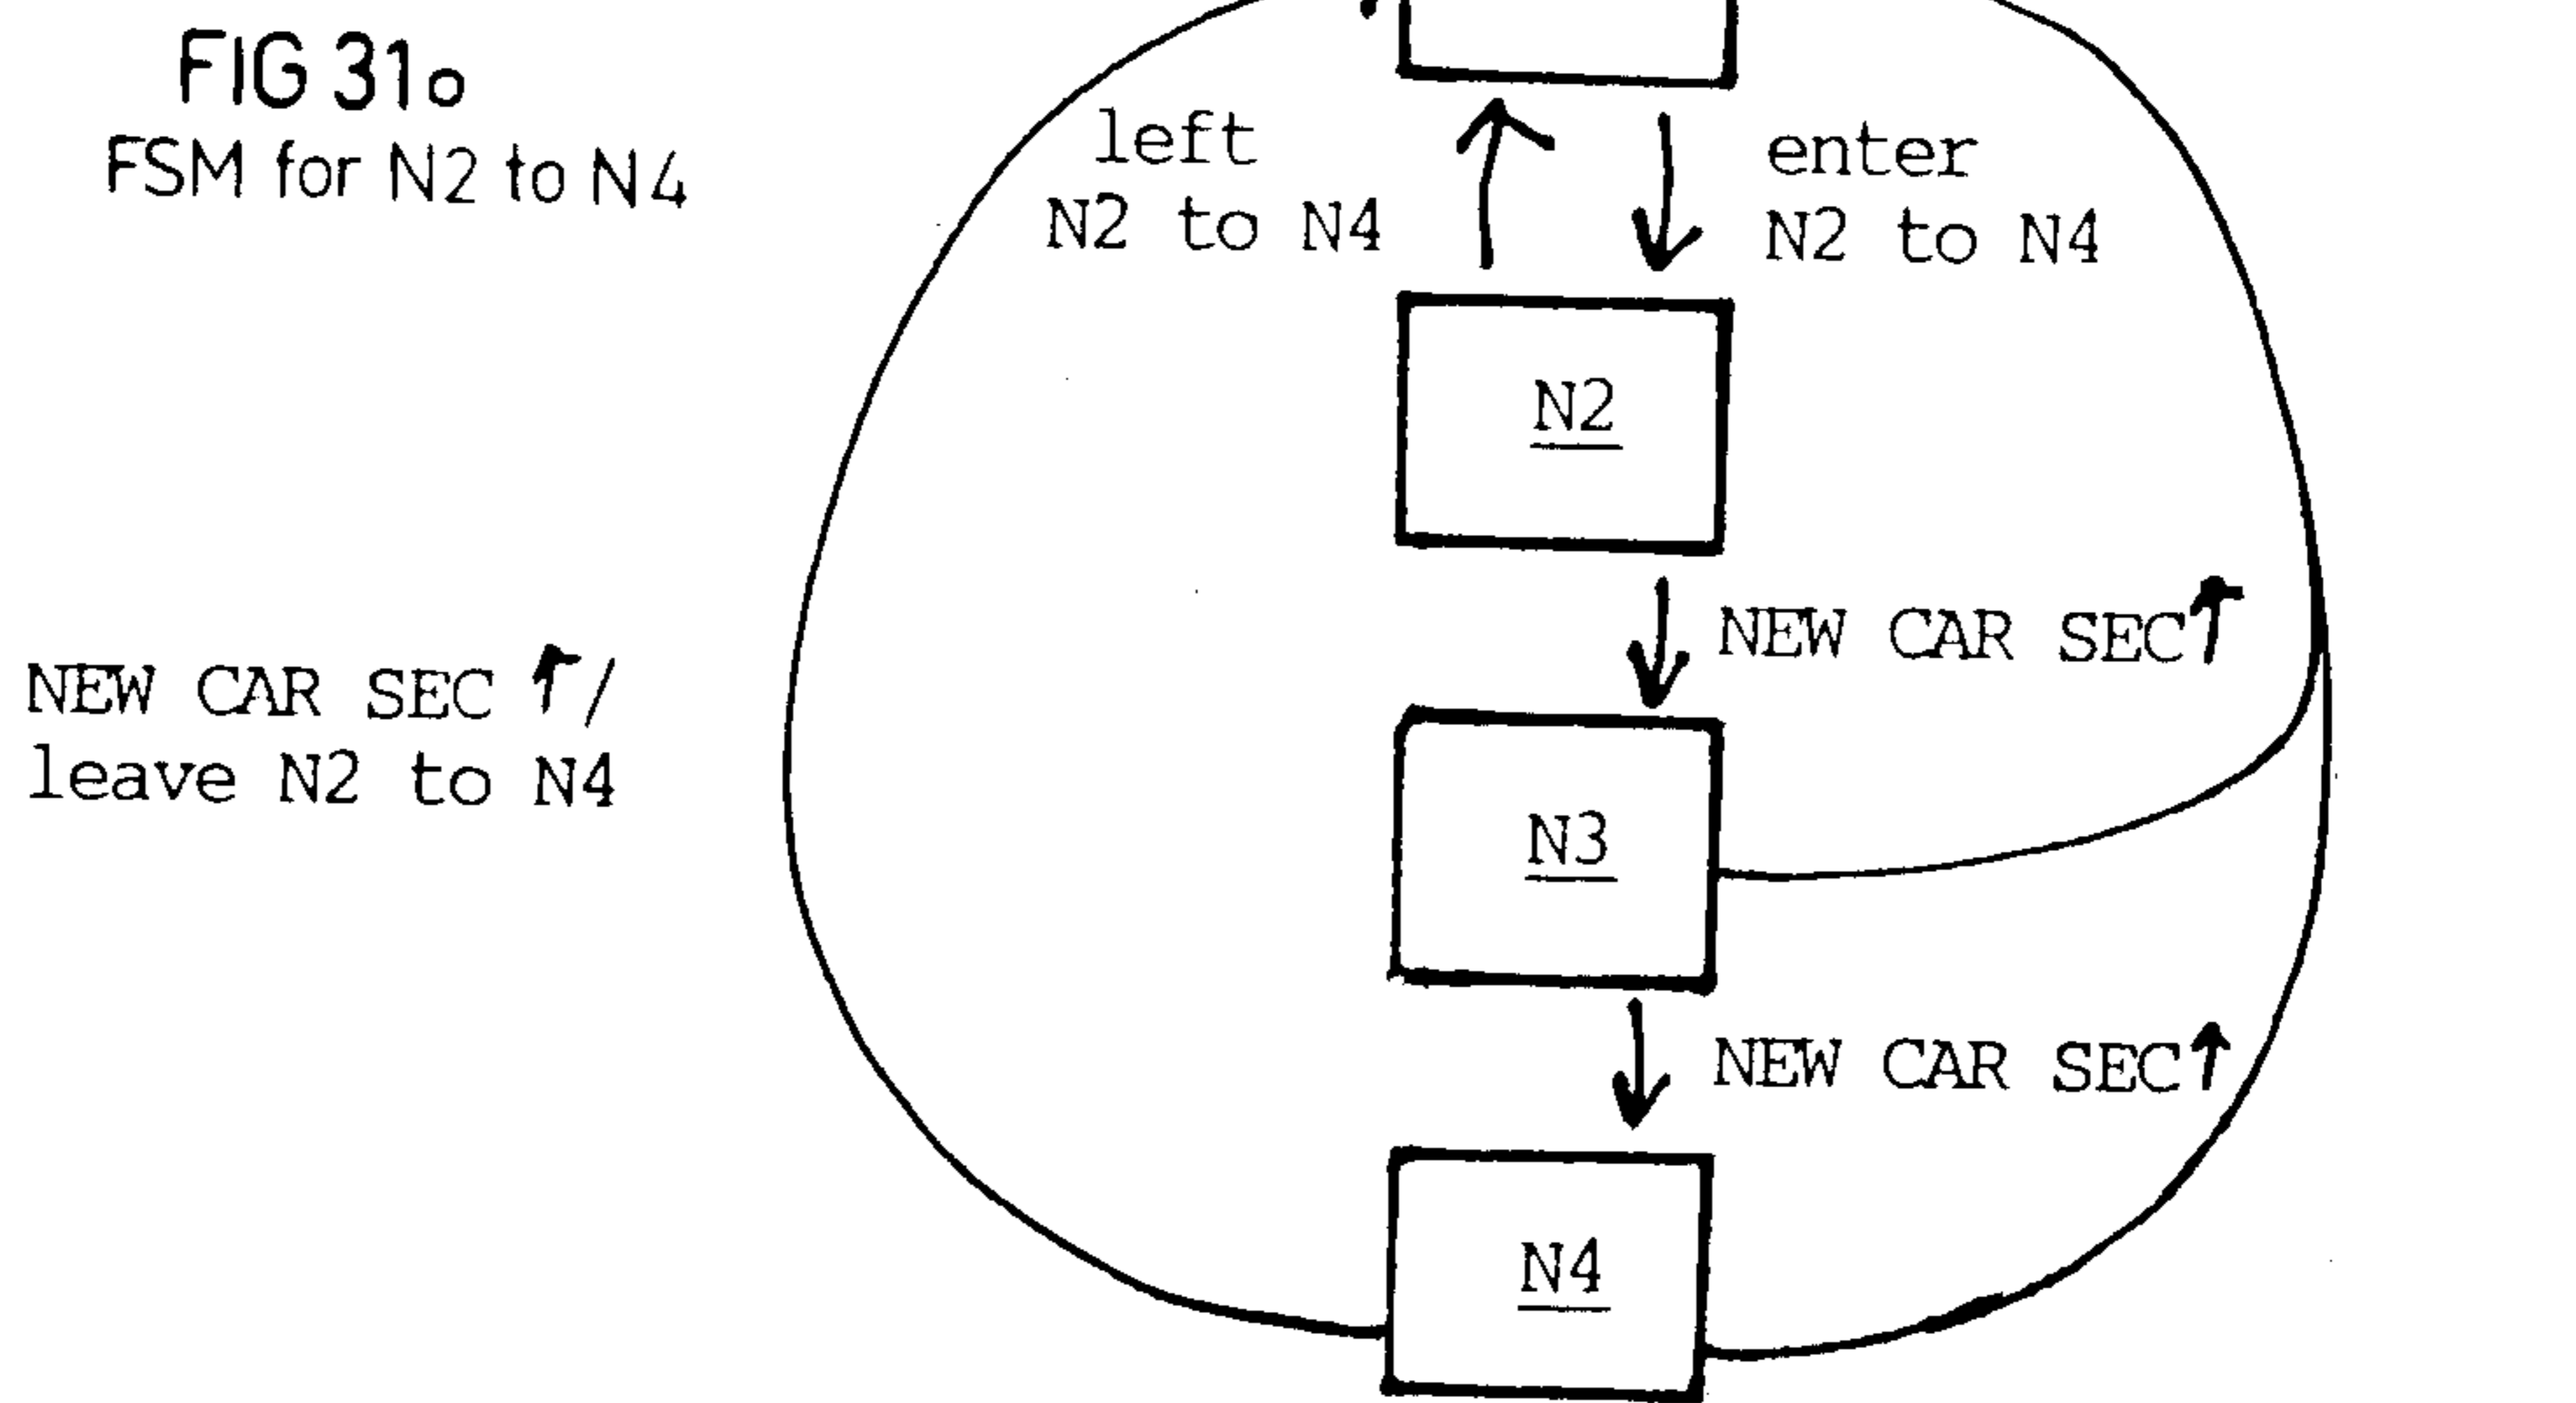 FIG 31o
FSM for N2 to N4
left
N2 to N4
enter
N2 to N4
N2
NEW CAR SEC↑
NEW CAR SEC ↑/
leave N2 to N4
N3
NEW CAR SEC↑
N4